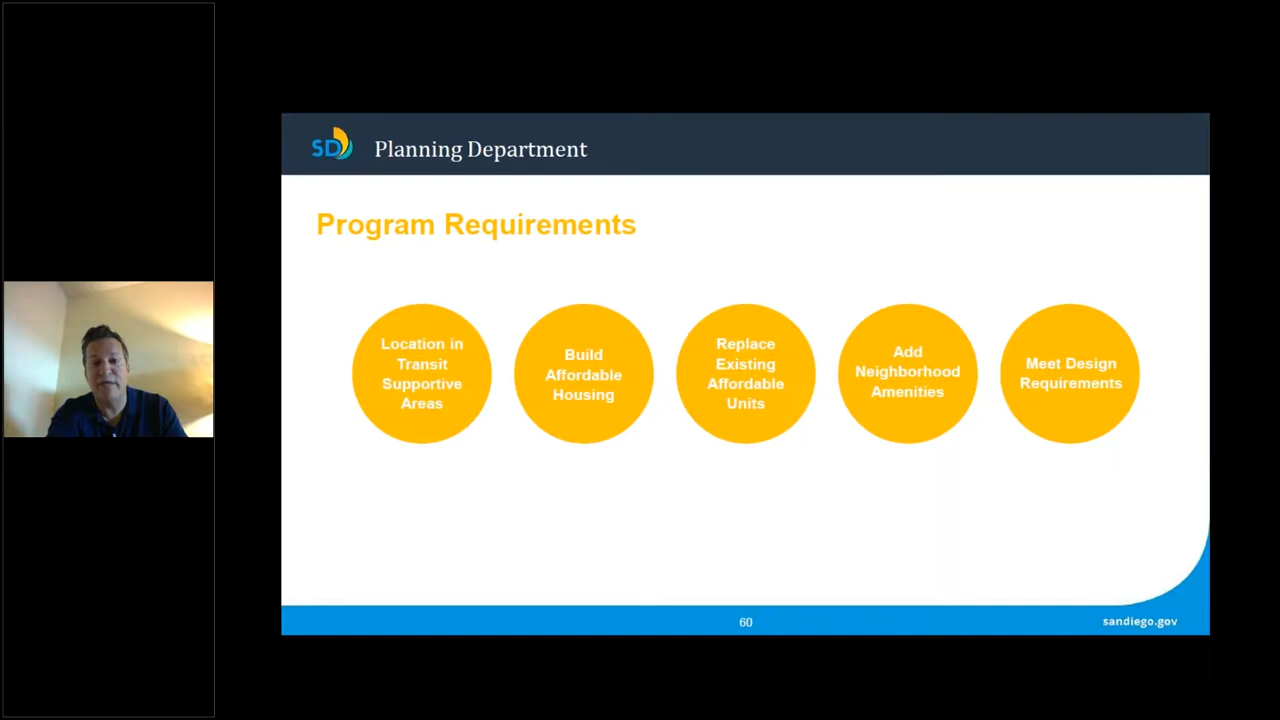 SD
Planning Department
Program Requirements
Location in
Transit
Supportive
Areas
Build
Affordable
Housing
Replace
Existing
Affordable
Units
Add
Neighborhood
Amenities
Meet Design
Requirements
60
sandiego.gov